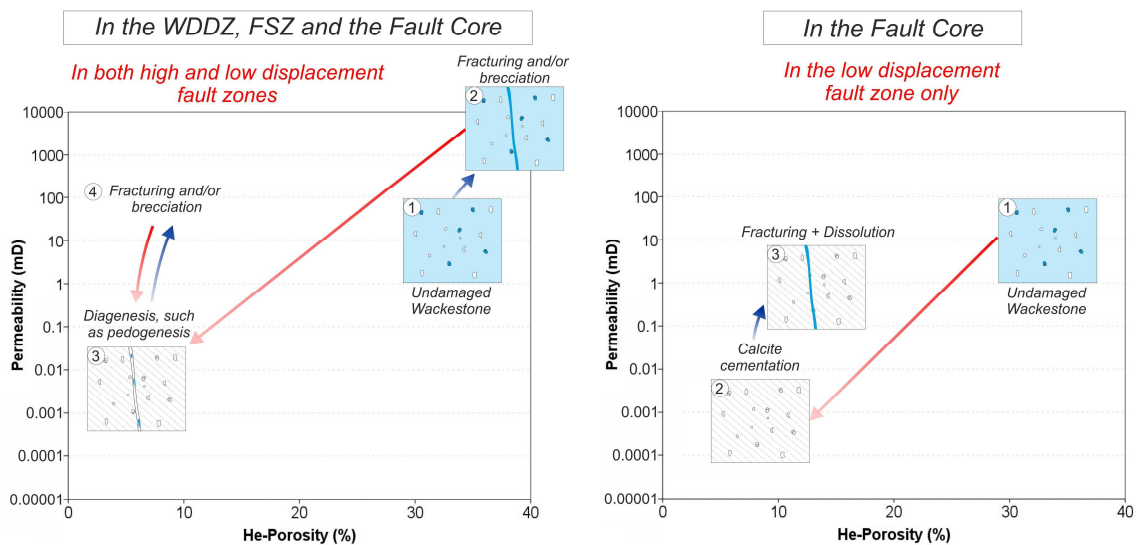 In the WDDZ, FSZ and the Fault Core
In both high and low displacement
fault zones
Fracturing and/or
brecciation
2
10000
1000
100
10
1
0.1
0.01
0.001
0.0001
0.00001
Permeability (mD)
4 Fracturing and/or
brecciation
1
Undamaged
Wackestone
Diagenesis, such
as pedogenesis
3
0
10
20
30
40
He-Porosity (%)
In the Fault Core
In the low displacement
fault zone only
10000
1000
100
10
1
0.1
0.01
0.001
0.0001
0.00001
Permeability (mD)
1
Undamaged
Wackestone
Fracturing + Dissolution
3
Calcite
cementation
2
0
10
20
30
40
He-Porosity (%)